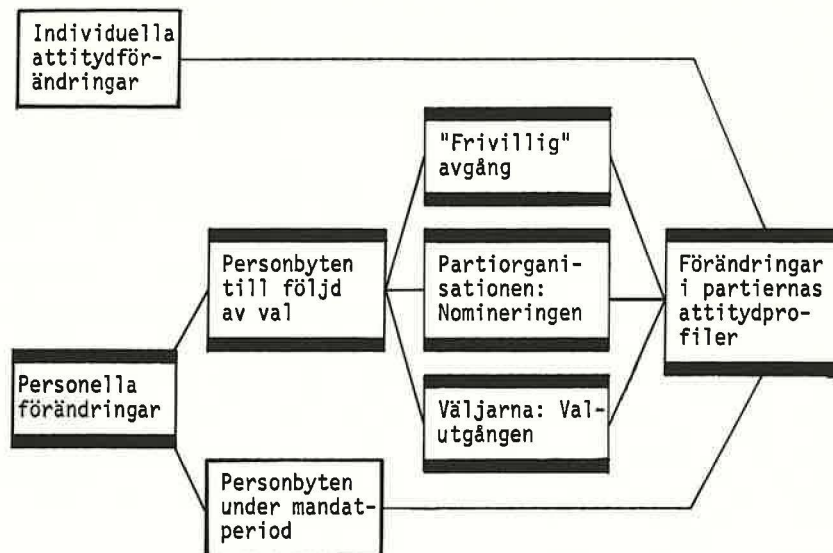 Individuella
attitydför-
ändringar
"Frivillig"
avgång
Personbyten
till följd
av val
Partiorgani-
sationen:
Nomineringen
Förändringar
i partiernas
attitydpro-
filer
Personella
förändringar
Väljarna: Val-
utgången
Personbyten
under mandat-
period